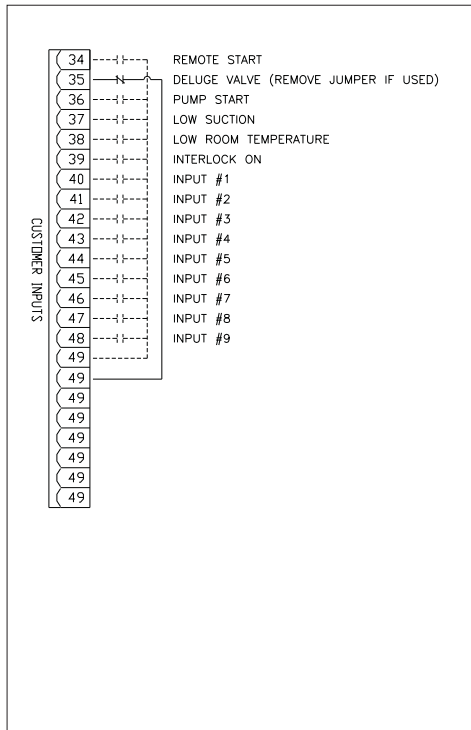 34 REMOTE START
35 DELUGE VALVE (REMOVE JUMPER IF USED)
36 PUMP START
37 LOW SUCTION
38 LOW ROOM TEMPERATURE
39 INTERLOCK ON
40 INPUT #1
41 INPUT #2
42 INPUT #3
43 INPUT #4
44 INPUT #5
45 INPUT #6
46 INPUT #7
47 INPUT #8
48 INPUT #9
49
49
49
49
49
49
49
49
CUSTOMER INPUTS